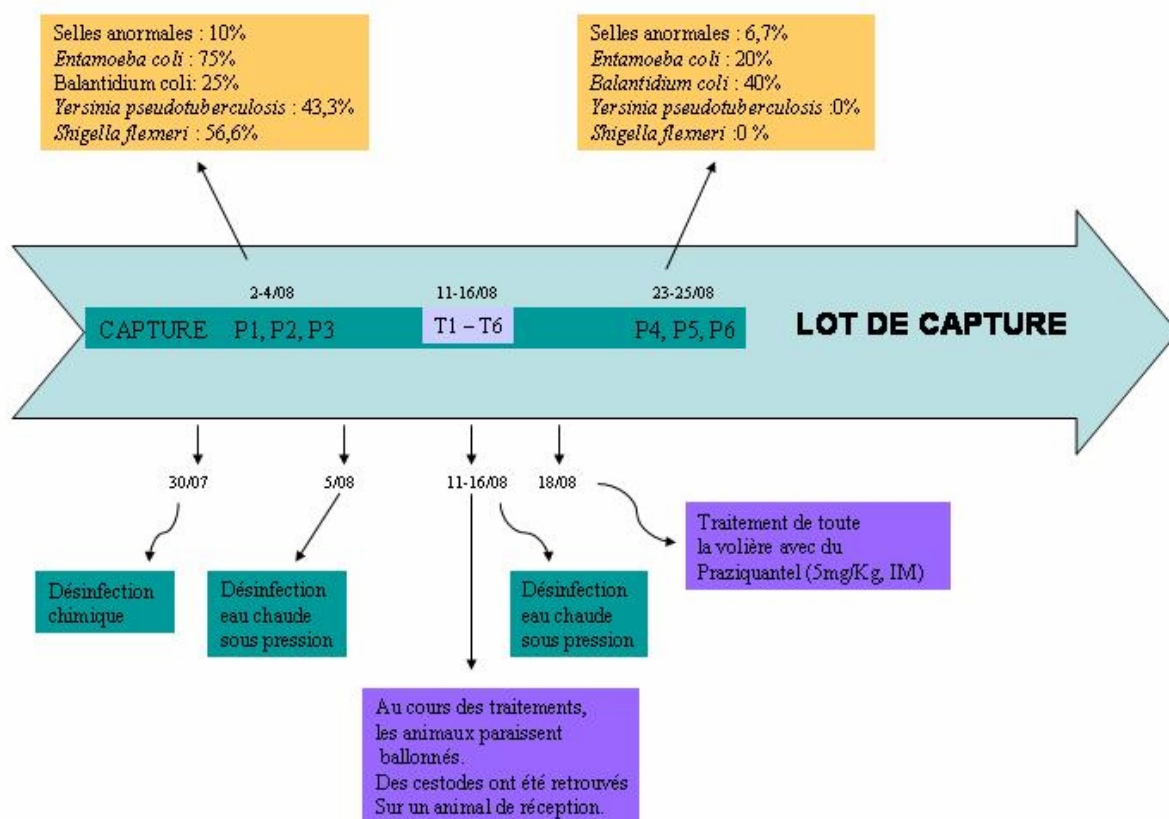 Selles anormales : 10%
Entamoeba coli : 75%
Balantidium coli: 25%
Yersinia pseudotuberculosis : 43,3%
Shigella flexneri : 56,6%
Selles anormales : 6,7%
Entamoeba coli : 20%
Balantidium coli : 40%
Yersinia pseudotuberculosis :0%
Shigella flexneri :0 %
2-4/08
11-16/08
23-25/08
CAPTURE
P1, P2, P3
T1 – T6
P4, P5, P6
LOT DE CAPTURE
30/07
5/08
11-16/08
18/08
Traitement de toute
la volière avec du
Praziquantel (5mg/Kg, IM)
Désinfection
chimique
Désinfection
eau chaude
sous pression
Désinfection
eau chaude
sous pression
Au cours des traitements,
les animaux paraissent
ballonnés.
Des cestodes ont été retrouvés
Sur un animal de réception.